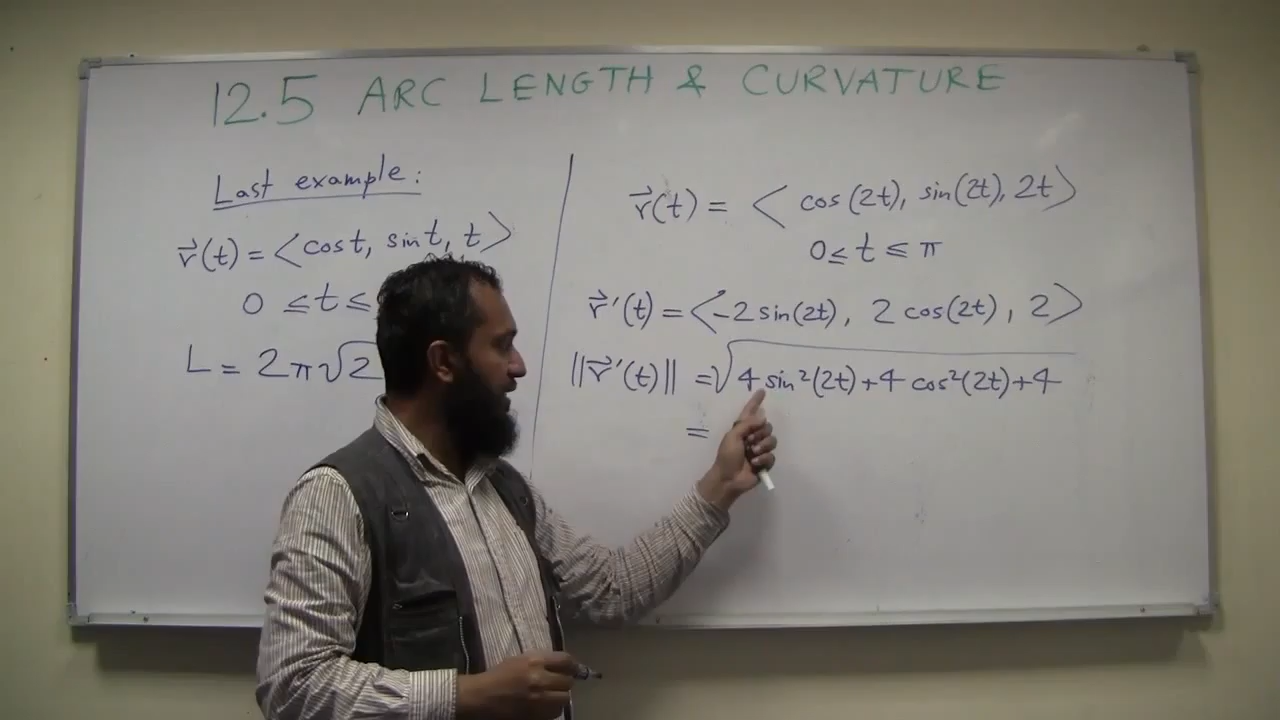 12.5 ARC LENGTH & CURVATURE
Last example:
r⃗(t) = ⟨cos t, sin t, t⟩
0 ≤ t ≤
L = 2π√2
r⃗(t) = ⟨ cos(2t), sin(2t), 2t⟩
0 ≤ t ≤ π
r⃗'(t) = ⟨-2 sin(2t), 2 cos(2t), 2⟩
||r⃗'(t)|| = √4 sin²(2t) + 4 cos²(2t) + 4
=